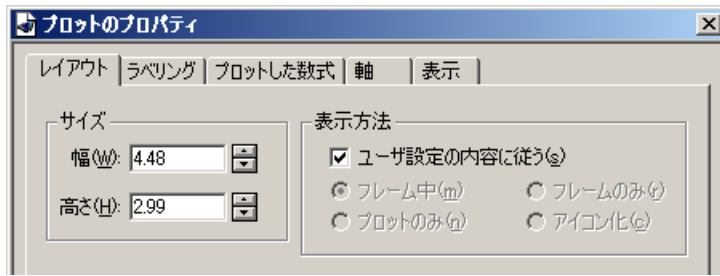 プロットのプロパティ
レイアウト ラベリング プロットした数式 軸 表示
サイズ
幅(W): 4.48
高さ(H): 2.99
表示方法
ユーザ設定の内容に従う(s)
フレーム中(m) フレームのみ(r)
プロットのみ(n) アイコン化(c)